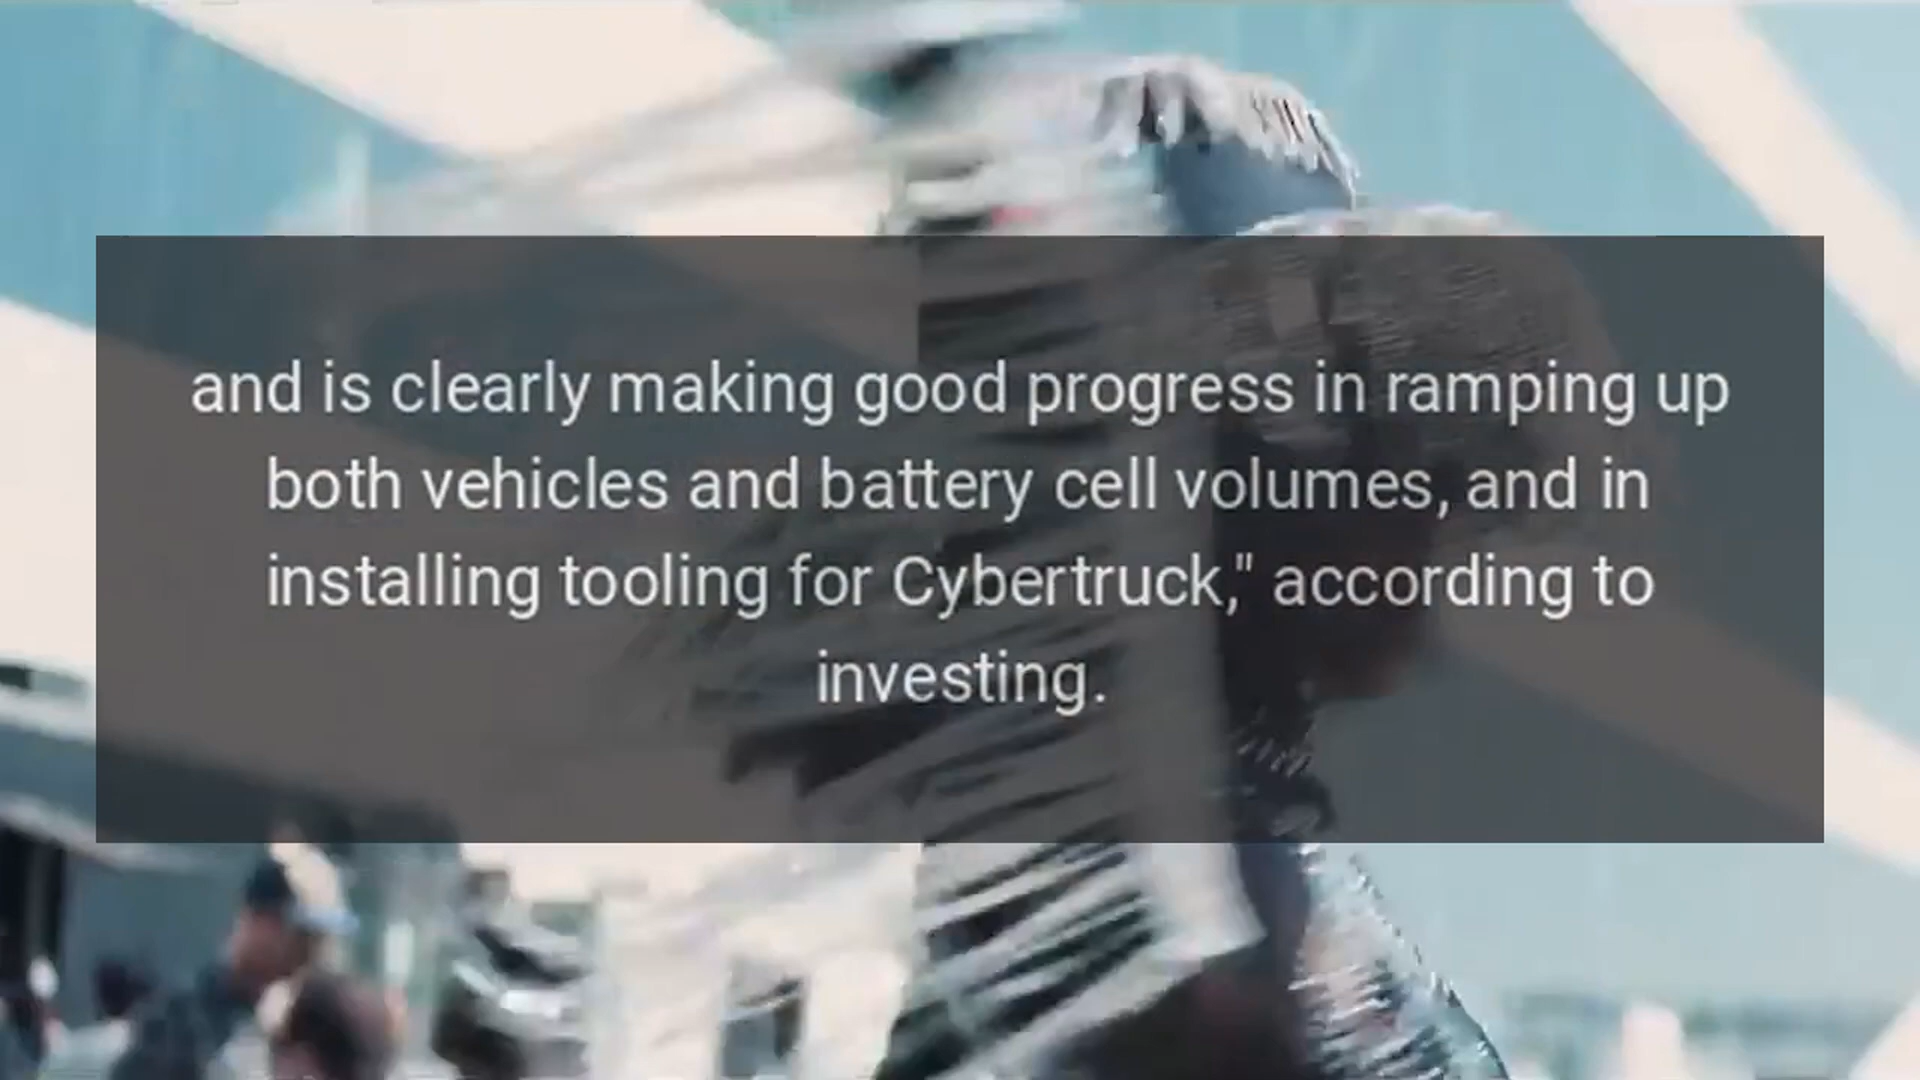 and is clearly making good progress in ramping up
both vehicles and battery cell volumes, and in
installing tooling for Cybertruck," according to
investing.